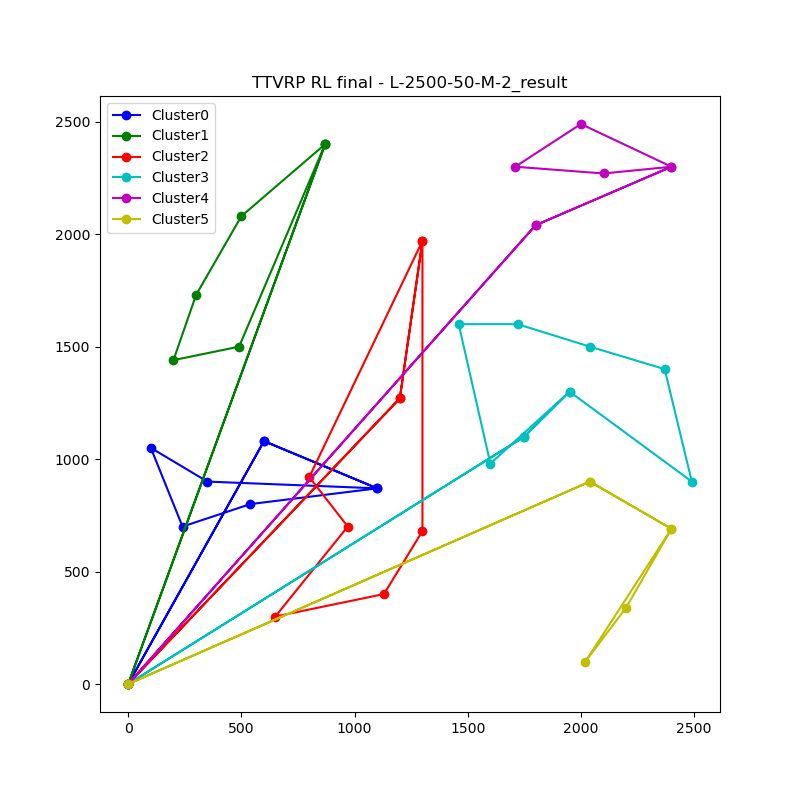 TTVRP RL final - L-2500-50-M-2_result
Cluster0
Cluster1
Cluster2
Cluster3
Cluster4
Cluster5
2500
2000
1500
1000
500
0
0 500 1000 1500 2000 2500